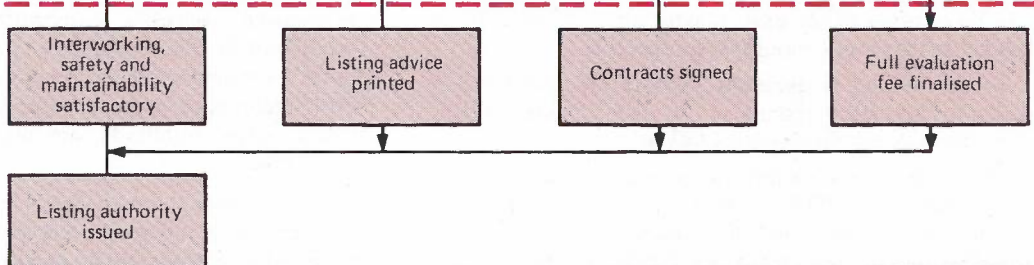 Interworking,
safety and
maintainability
satisfactory
Listing advice
printed
Contracts signed
Full evaluation
fee finalised
Listing authority
issued